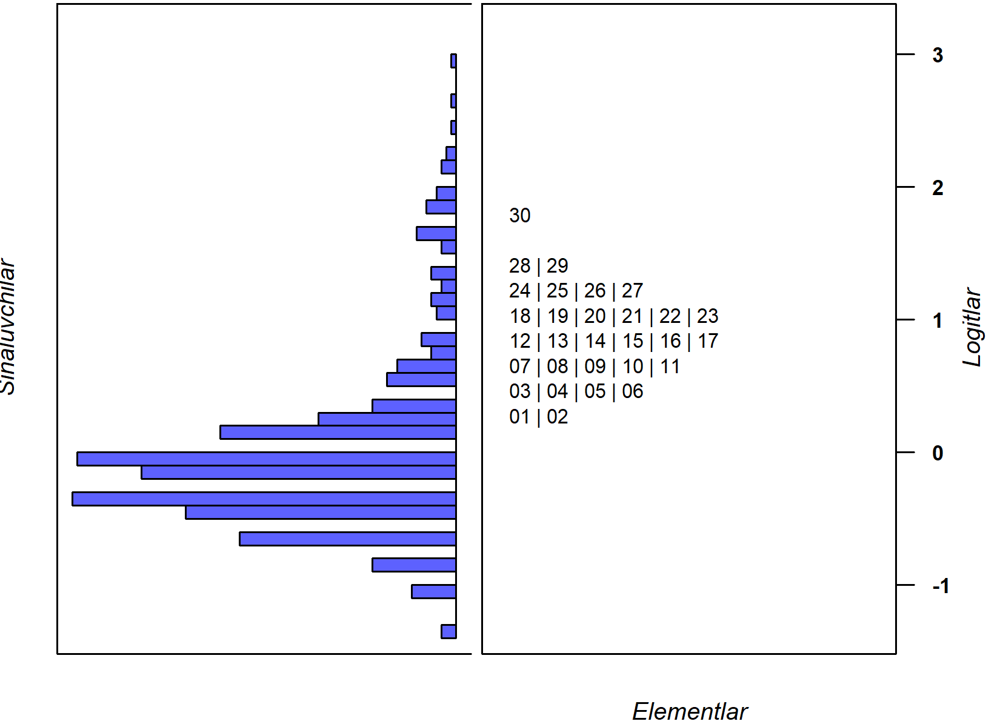 Sinaluvchilar
30
28 | 29
24 | 25 | 26 | 27
18 | 19 | 20 | 21 | 22 | 23
12 | 13 | 14 | 15 | 16 | 17
07 | 08 | 09 | 10 | 11
03 | 04 | 05 | 06
01 | 02
3
2
1
0
-1
Logitlar
Elementlar